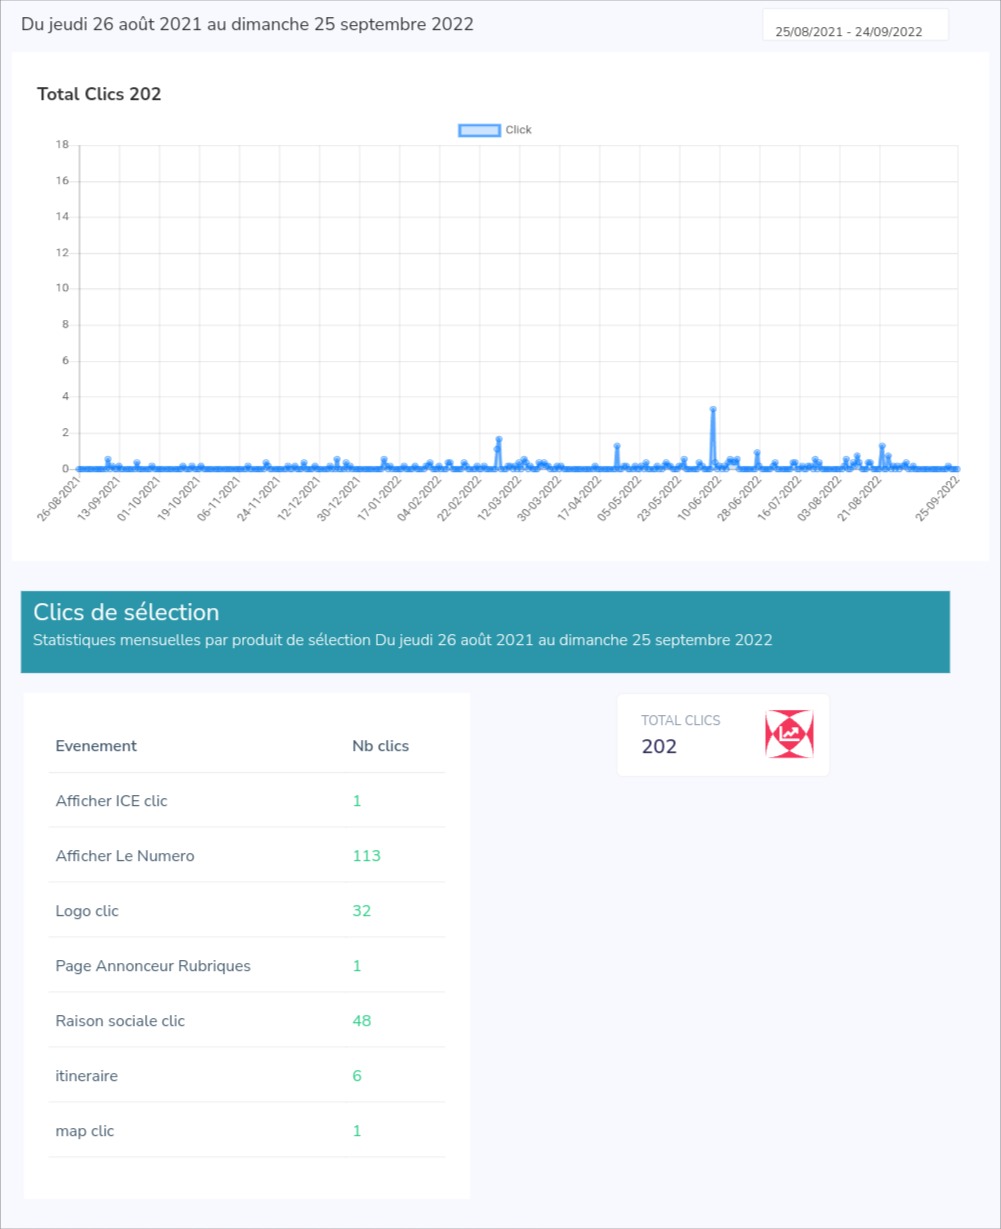 Du jeudi 26 août 2021 au dimanche 25 septembre 2022
25/08/2021 - 24/09/2022
Total Clics 202
Click
18
16
14
12
10
8
6
4
2
0
26-08-2021
13-09-2021
01-10-2021
19-10-2021
06-11-2021
24-11-2021
12-12-2021
30-12-2021
17-01-2022
04-02-2022
22-02-2022
12-03-2022
30-03-2022
17-04-2022
05-05-2022
23-05-2022
10-06-2022
28-06-2022
16-07-2022
03-08-2022
21-08-2022
25-09-2022
Clics de sélection
Statistiques mensuelles par produit de sélection Du jeudi 26 août 2021 au dimanche 25 septembre 2022
TOTAL CLICS
202
Evenement Nb clics
Afficher ICE clic 1
Afficher Le Numero 113
Logo clic 32
Page Annonceur Rubriques 1
Raison sociale clic 48
itineraire 6
map clic 1